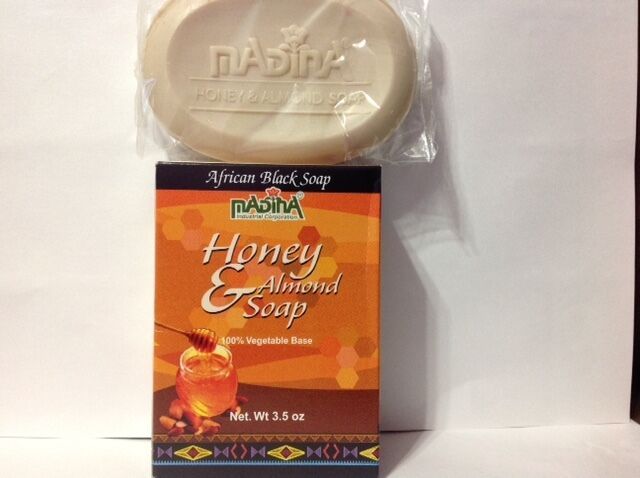 MADINA
HONEY & ALMOND SOAP
African Black Soap
MADINA
Industrial Corporation
Honey
& Almond
Soap
100% Vegetable Base
Net. Wt 3.5 oz